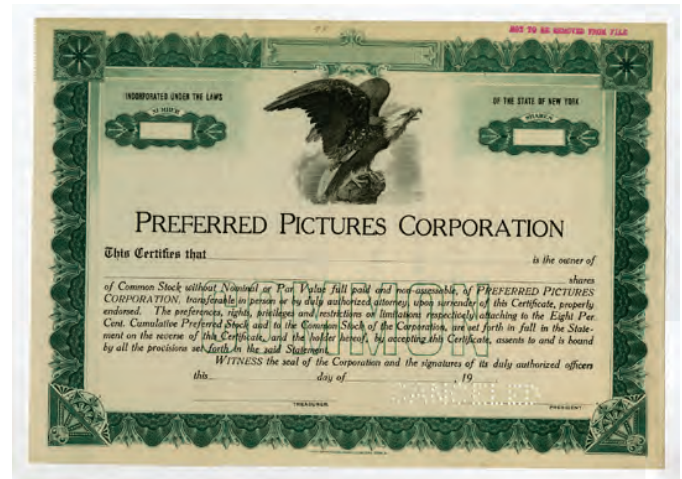 NOT TO BE REMOVED FROM FILE
INCORPORATED UNDER THE LAWS
OF THE STATE OF NEW YORK
NUMBER
SHARES
PREFERRED PICTURES CORPORATION
This Certifies that
is the owner of
shares
of Common Stock without Nominal or Par Value full paid and non-assessable, of PREFERRED PICTURES
CORPORATION, transferable in person or by duly authorized attorney, upon surrender of this Certificate, properly
endorsed. The preferences, rights, privileges and restrictions or limitations respectively attaching to the Eight Per
Cent. Cumulative Preferred Stock and to the Common Stock of the Corporation, are set forth in full in the State-
ment on the reverse of this Certificate, and the holder hereof, by accepting this Certificate, assents to and is bound
by all the provisions set forth in the said Statement.
COMMON
WITNESS the seal of the Corporation and the signatures of its duly authorized officers
this day of , 19
CANCELLED
TREASURER. PRESIDENT.